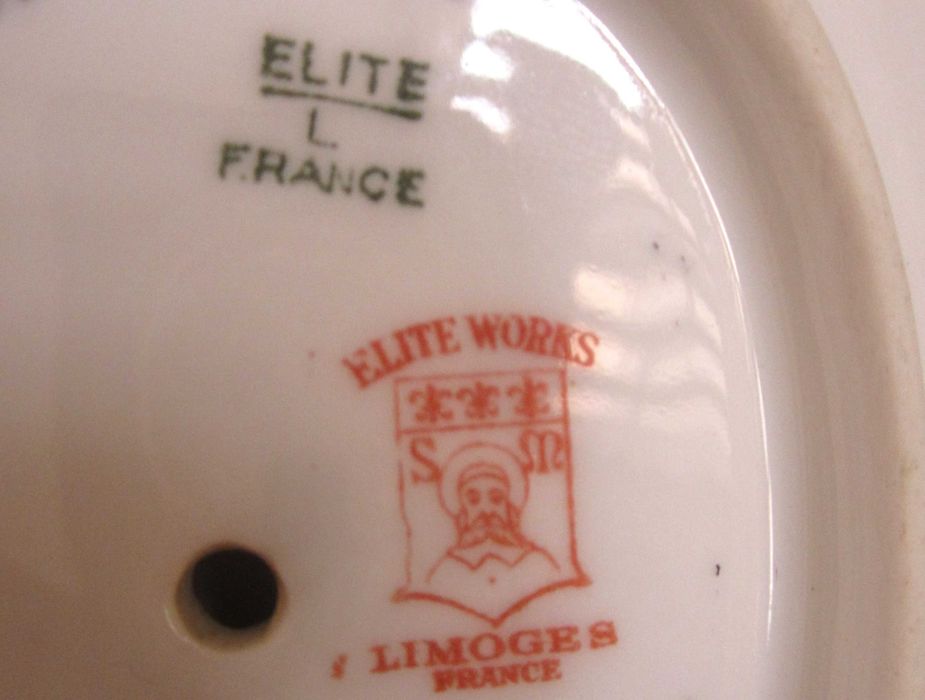 ELITE
L.
FRANCE
ELITE WORKS
S M
LIMOGES
FRANCE